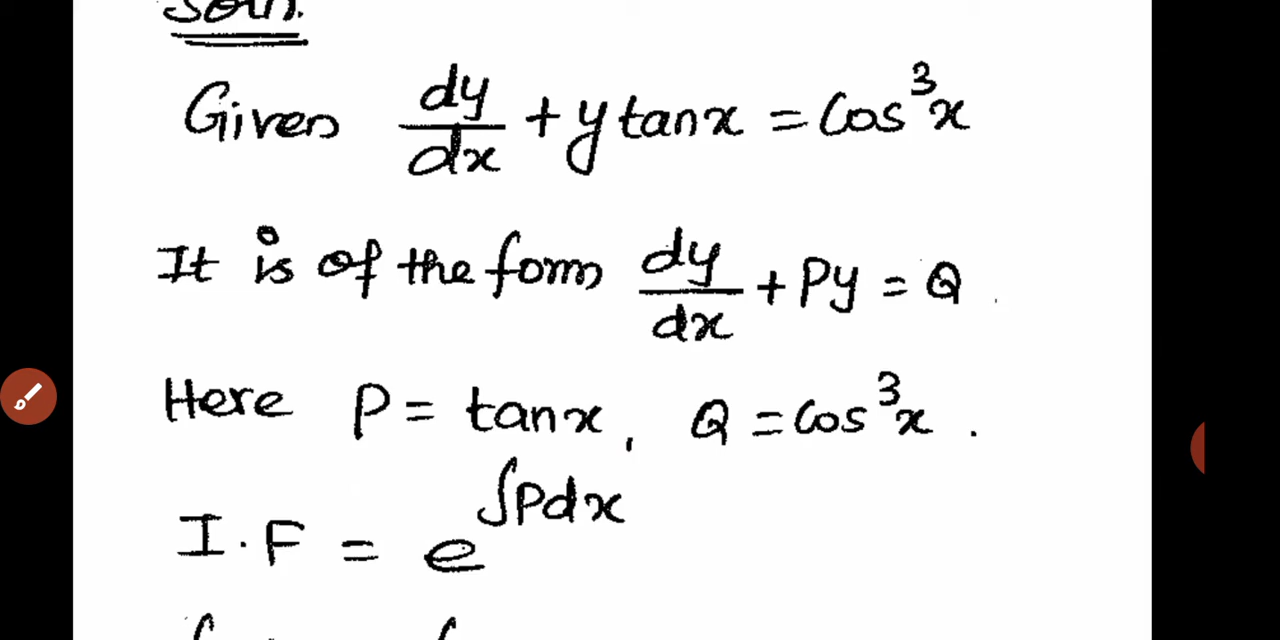 Soln.
Given dy/dx + y tanx = Cos³x
It is of the form dy/dx + Py = Q
Here P = tanx, Q = Cos³x.
I.F = e^∫Pdx